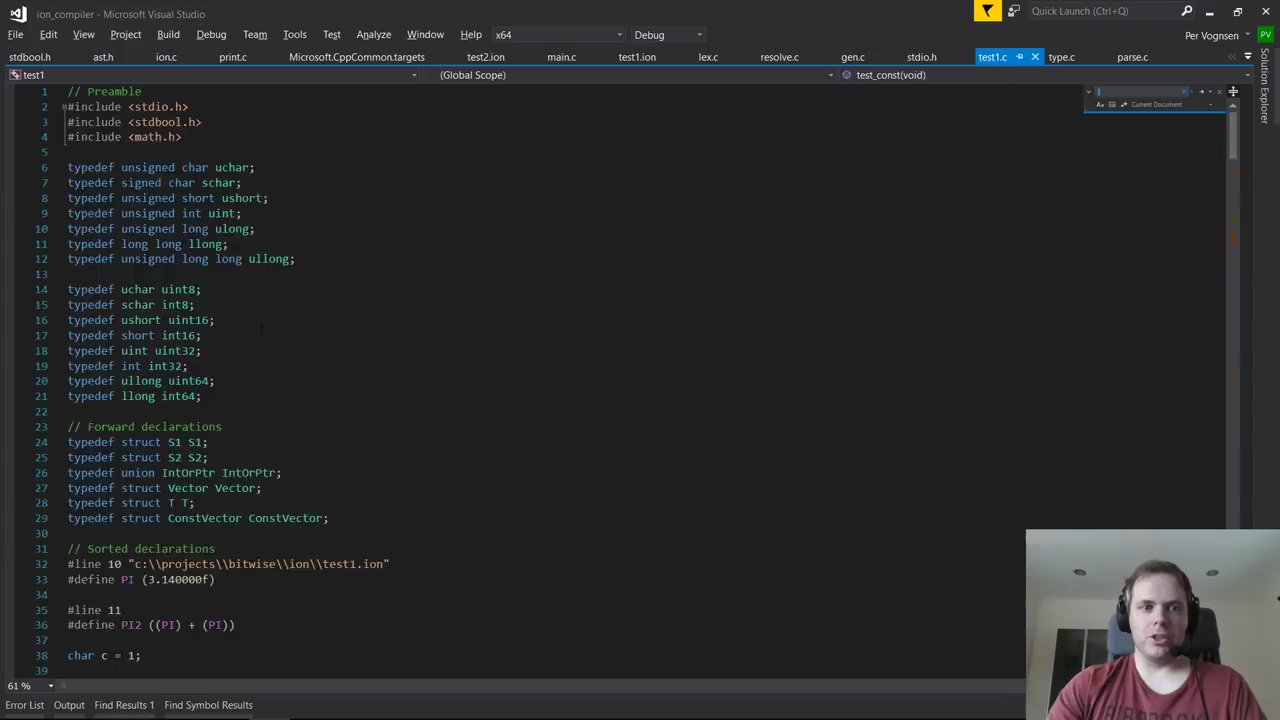 ion_compiler - Microsoft Visual Studio
Quick Launch (Ctrl+Q)
File Edit View Project Build Debug Team Tools Test Analyze Window Help x64 Debug
Per Vognsen PV
stdbool.h ast.h ion.c print.c Microsoft.CppCommon.targets test2.ion main.c test1.ion lex.c resolve.c gen.c stdio.h test1.c type.c parse.c
Solution Explorer
test1 (Global Scope) test_const(void)
Aa Current Document
1 // Preamble
2 #include <stdio.h>
3 #include <stdbool.h>
4 #include <math.h>
5
6 typedef unsigned char uchar;
7 typedef signed char schar;
8 typedef unsigned short ushort;
9 typedef unsigned int uint;
10 typedef unsigned long ulong;
11 typedef long long llong;
12 typedef unsigned long long ullong;
13
14 typedef uchar uint8;
15 typedef schar int8;
16 typedef ushort uint16;
17 typedef short int16;
18 typedef uint uint32;
19 typedef int int32;
20 typedef ullong uint64;
21 typedef llong int64;
22
23 // Forward declarations
24 typedef struct S1 S1;
25 typedef struct S2 S2;
26 typedef union IntOrPtr IntOrPtr;
27 typedef struct Vector Vector;
28 typedef struct T T;
29 typedef struct ConstVector ConstVector;
30
31 // Sorted declarations
32 #line 10 "c:\\projects\\bitwise\\ion\\test1.ion"
33 #define PI (3.140000f)
34
35 #line 11
36 #define PI2 ((PI) + (PI))
37
38 char c = 1;
39
61 %
Error List Output Find Results 1 Find Symbol Results